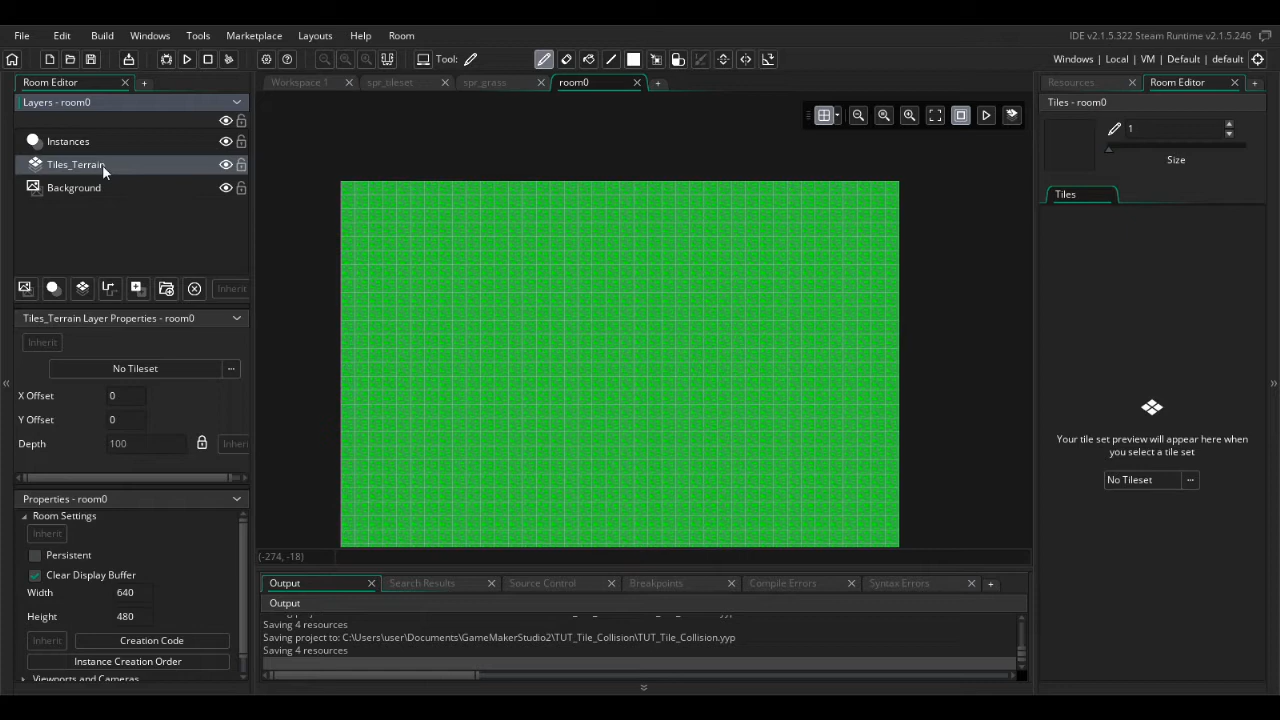 File Edit Build Windows Tools Marketplace Layouts Help Room
IDE v2.1.5.322 Steam Runtime v2.1.5.246
Tool:
Windows | Local | VM | Default | default
Room Editor
Workspace 1 spr_tileset spr_grass room0
Resources Room Editor
Layers - room0
Tiles - room0
Instances
1
Tiles_Terrain
Size
Background
Tiles
Inherit
Tiles_Terrain Layer Properties - room0
Inherit
No Tileset ...
X Offset 0
Y Offset 0
Depth 100
Your tile set preview will appear here when
you select a tile set
No Tileset ...
Properties - room0
Room Settings
Inherit
Persistent
Clear Display Buffer
Width 640
Height 480
Inherit Creation Code
Instance Creation Order
Viewports and Cameras
(-274, -18)
Output Search Results Source Control Breakpoints Compile Errors Syntax Errors
Output
Saving 4 resources
Saving project to: C:\Users\user\Documents\GameMakerStudio2\TUT_Tile_Collision\TUT_Tile_Collision.yyp
Saving 4 resources